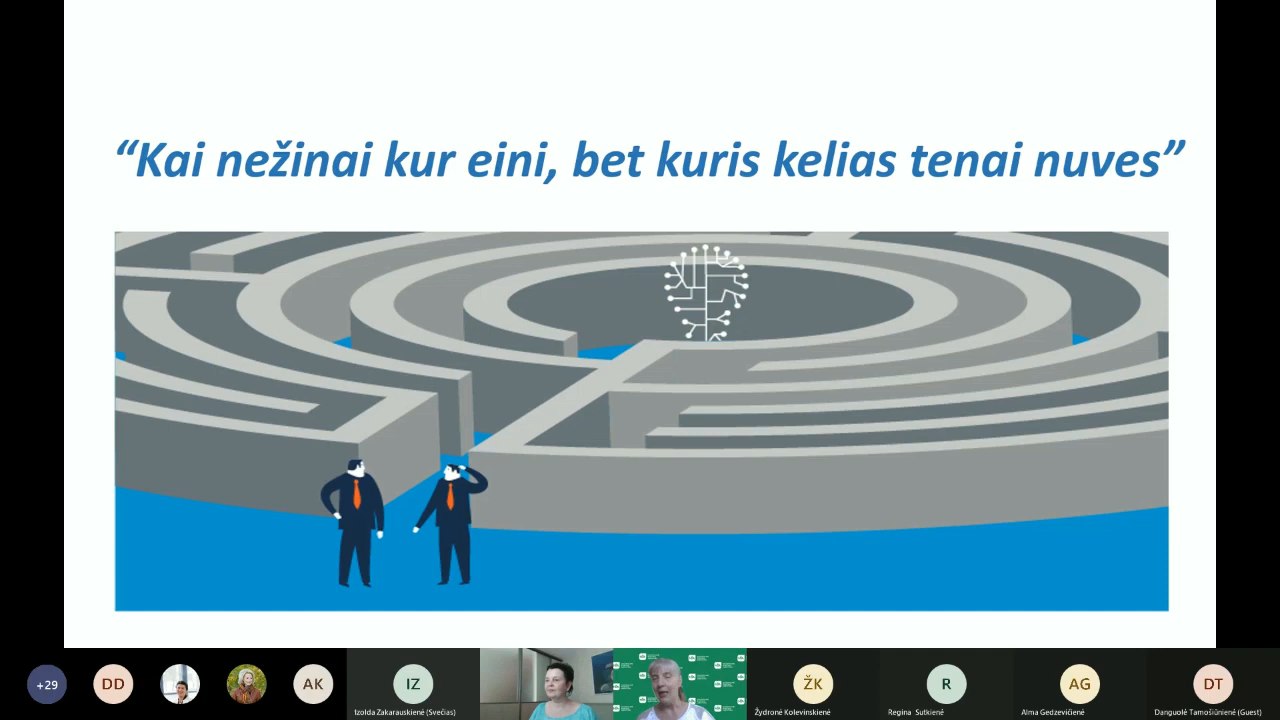 “Kai nežinai kur eini, bet kuris kelias tenai nuves”
+29
DD
AK
IZ
Izolda Zakarauskienė (Svečias)
ŽK
Žydronė Kolevinskienė
R
Regina Sutkienė
AG
Alma Gedzevičienė
DT
Danguolė Tamošiūnienė (Guest)